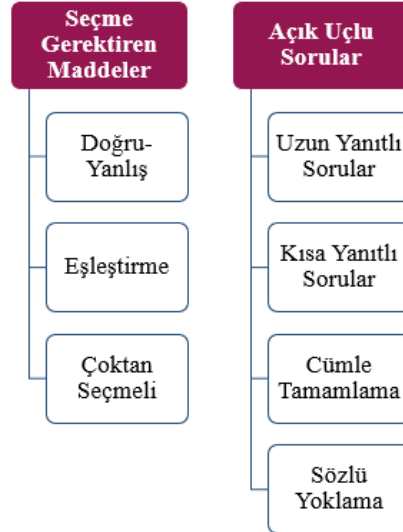 Seçme
Gerektiren
Maddeler
Doğru-
Yanlış
Eşleştirme
Çoktan
Seçmeli
Açık Uçlu
Sorular
Uzun Yanıtlı
Sorular
Kısa Yanıtlı
Sorular
Cümle
Tamamlama
Sözlü
Yoklama